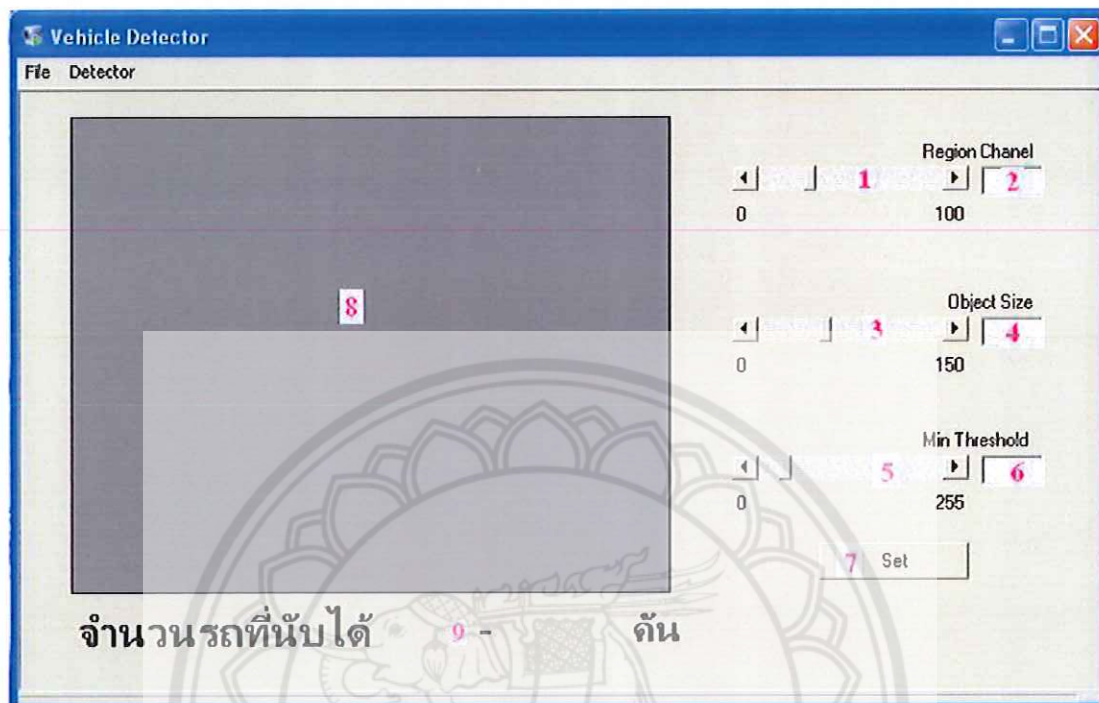 Vehicle Detector
File Detector
Region Chanel
1 2
0 100
8
Object Size
3 4
0 150
Min Threshold
5 6
0 255
7 Set
จำนวนรถที่นับได้ 9 - คัน